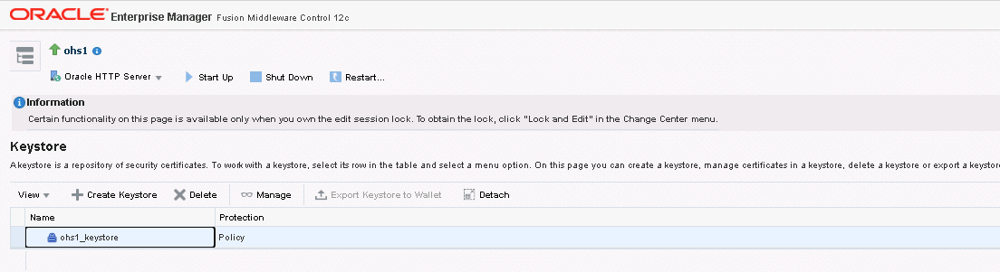 ORACLE® Enterprise Manager Fusion Middleware Control 12c
ohs1
Oracle HTTP Server Start Up Shut Down Restart...
Information
Certain functionality on this page is available only when you own the edit session lock. To obtain the lock, click "Lock and Edit" in the Change Center menu.
Keystore
A keystore is a repository of security certificates. To work with a keystore, select its row in the table and select a menu option. On this page you can create a keystore, manage certificates in a keystore, delete a keystore or export a keystore
View Create Keystore Delete Manage Export Keystore to Wallet Detach
Name Protection
ohs1_keystore Policy